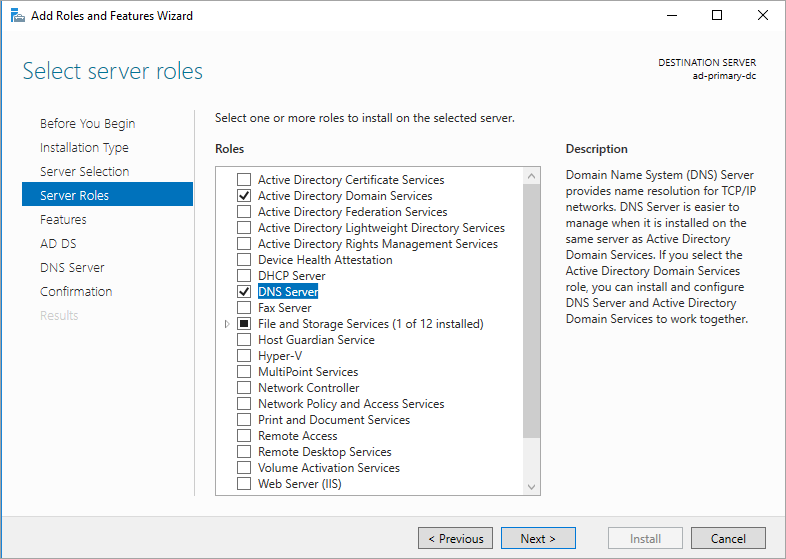 Add Roles and Features Wizard
Select server roles
DESTINATION SERVER
ad-primary-dc
Before You Begin
Installation Type
Server Selection
Server Roles
Features
AD DS
DNS Server
Confirmation
Results
Select one or more roles to install on the selected server.
Roles
Active Directory Certificate Services
Active Directory Domain Services
Active Directory Federation Services
Active Directory Lightweight Directory Services
Active Directory Rights Management Services
Device Health Attestation
DHCP Server
DNS Server
Fax Server
File and Storage Services (1 of 12 installed)
Host Guardian Service
Hyper-V
MultiPoint Services
Network Controller
Network Policy and Access Services
Print and Document Services
Remote Access
Remote Desktop Services
Volume Activation Services
Web Server (IIS)
Description
Domain Name System (DNS) Server
provides name resolution for TCP/IP
networks. DNS Server is easier to
manage when it is installed on the
same server as Active Directory
Domain Services. If you select the
Active Directory Domain Services
role, you can install and configure
DNS Server and Active Directory
Domain Services to work together.
< Previous
Next >
Install
Cancel